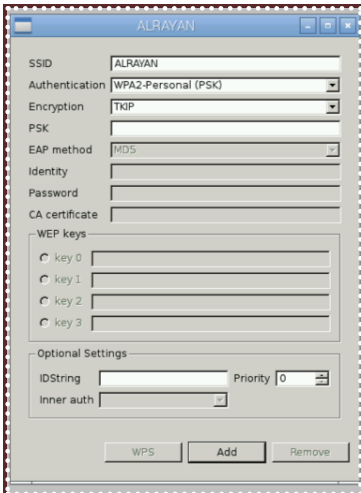 ALRAYAN
SSID ALRAYAN
Authentication WPA2-Personal (PSK)
Encryption TKIP
PSK
EAP method MD5
Identity
Password
CA certificate
WEP keys
key 0
key 1
key 2
key 3
Optional Settings
IDString Priority 0
Inner auth
WPS Add Remove